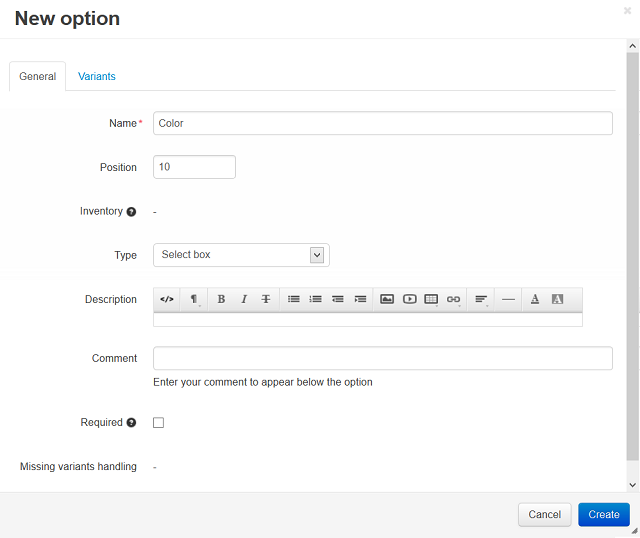 New option
General Variants
Name*
Color
Position
10
Inventory
-
Type
Select box
Description
Comment
Enter your comment to appear below the option
Required
Missing variants handling
-
Cancel Create